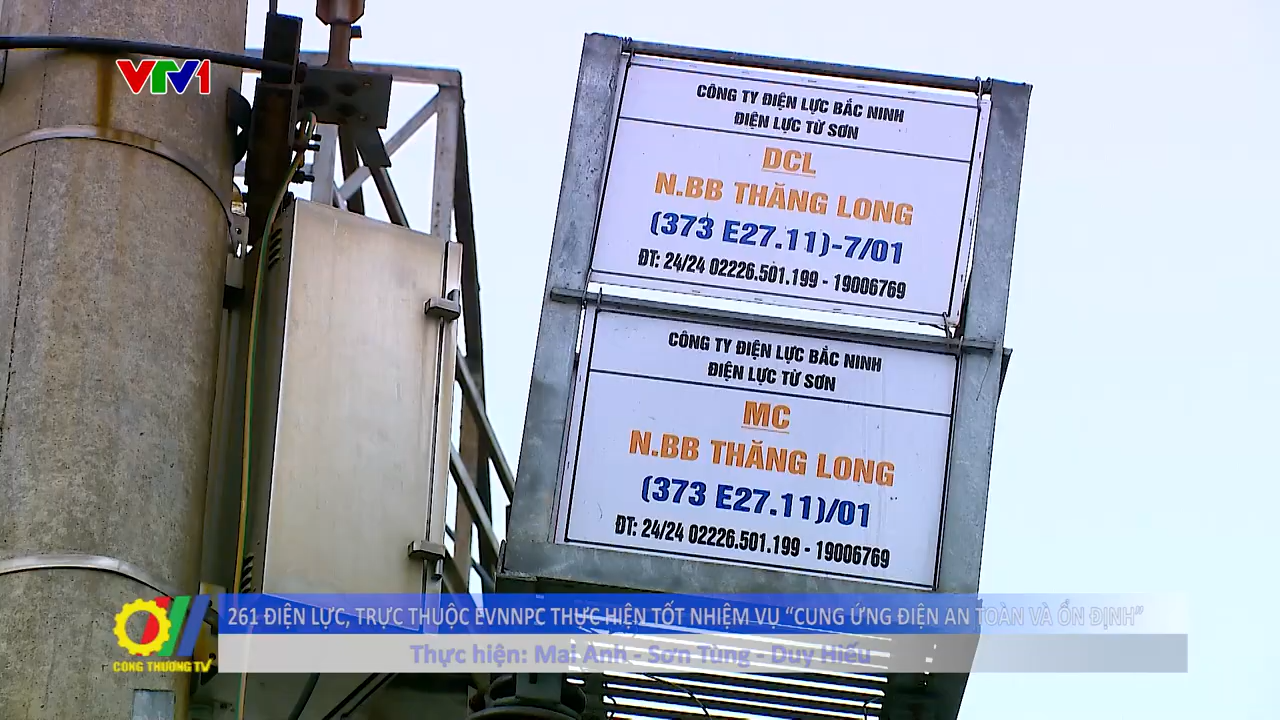 VTV1
CÔNG TY ĐIỆN LỰC BẮC NINH
ĐIỆN LỰC TỪ SƠN
DCL
N.BB THĂNG LONG
(373 E27.11)-7/01
ĐT: 24/24 02226.501.199 - 19006769
CÔNG TY ĐIỆN LỰC BẮC NINH
ĐIỆN LỰC TỪ SƠN
MC
N.BB THĂNG LONG
(373 E27.11)/01
ĐT: 24/24 02226.501.199 - 19006769
261 ĐIỆN LỰC, TRỰC THUỘC EVNNPC THỰC HIỆN TỐT NHIỆM VỤ “CUNG ỨNG ĐIỆN AN TOÀN VÀ ỔN ĐỊNH”
Thực hiện: Mai Anh - Sơn Tùng - Duy Hiếu
CÔNG THƯƠNG TV